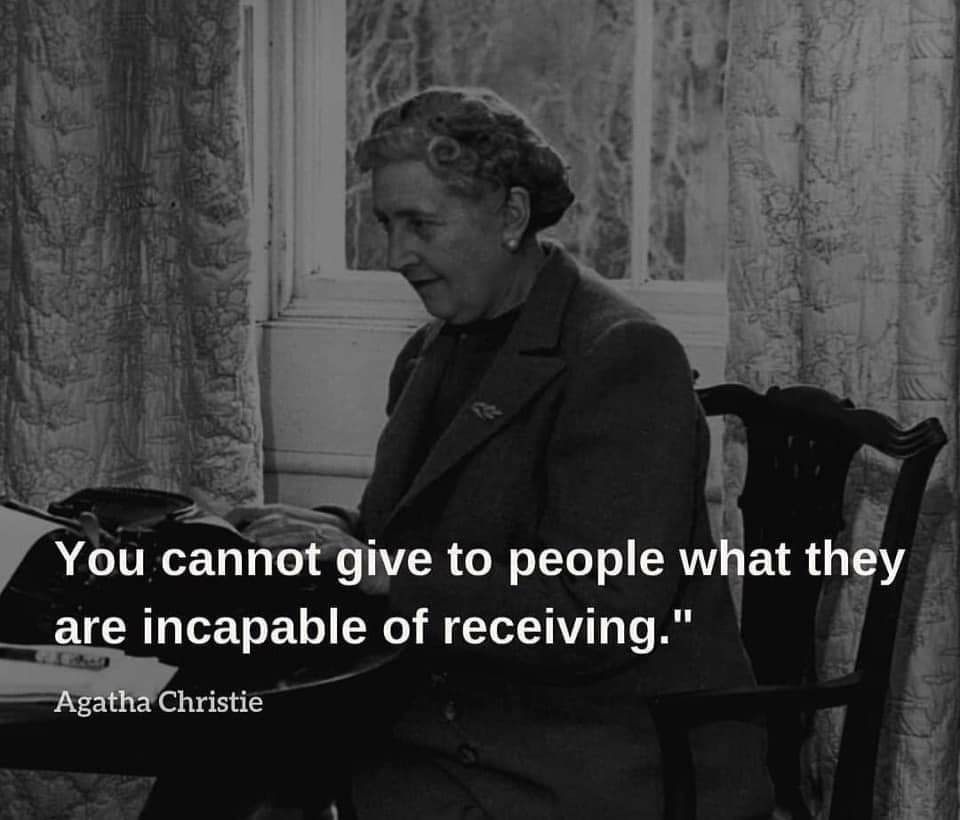 You cannot give to people what they
are incapable of receiving."
Agatha Christie